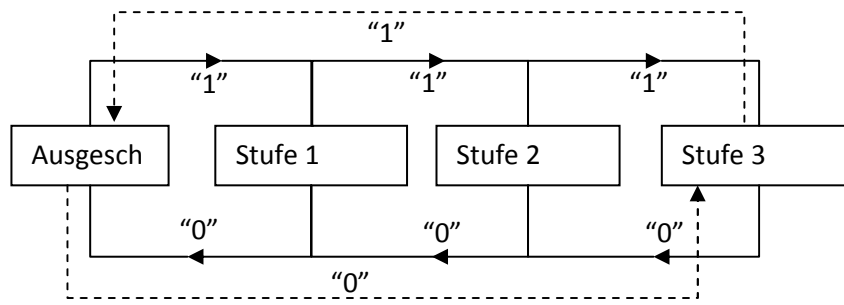 “1”
“1” “1” “1”
Ausgesch Stufe 1 Stufe 2 Stufe 3
“0” “0” “0”
“0”